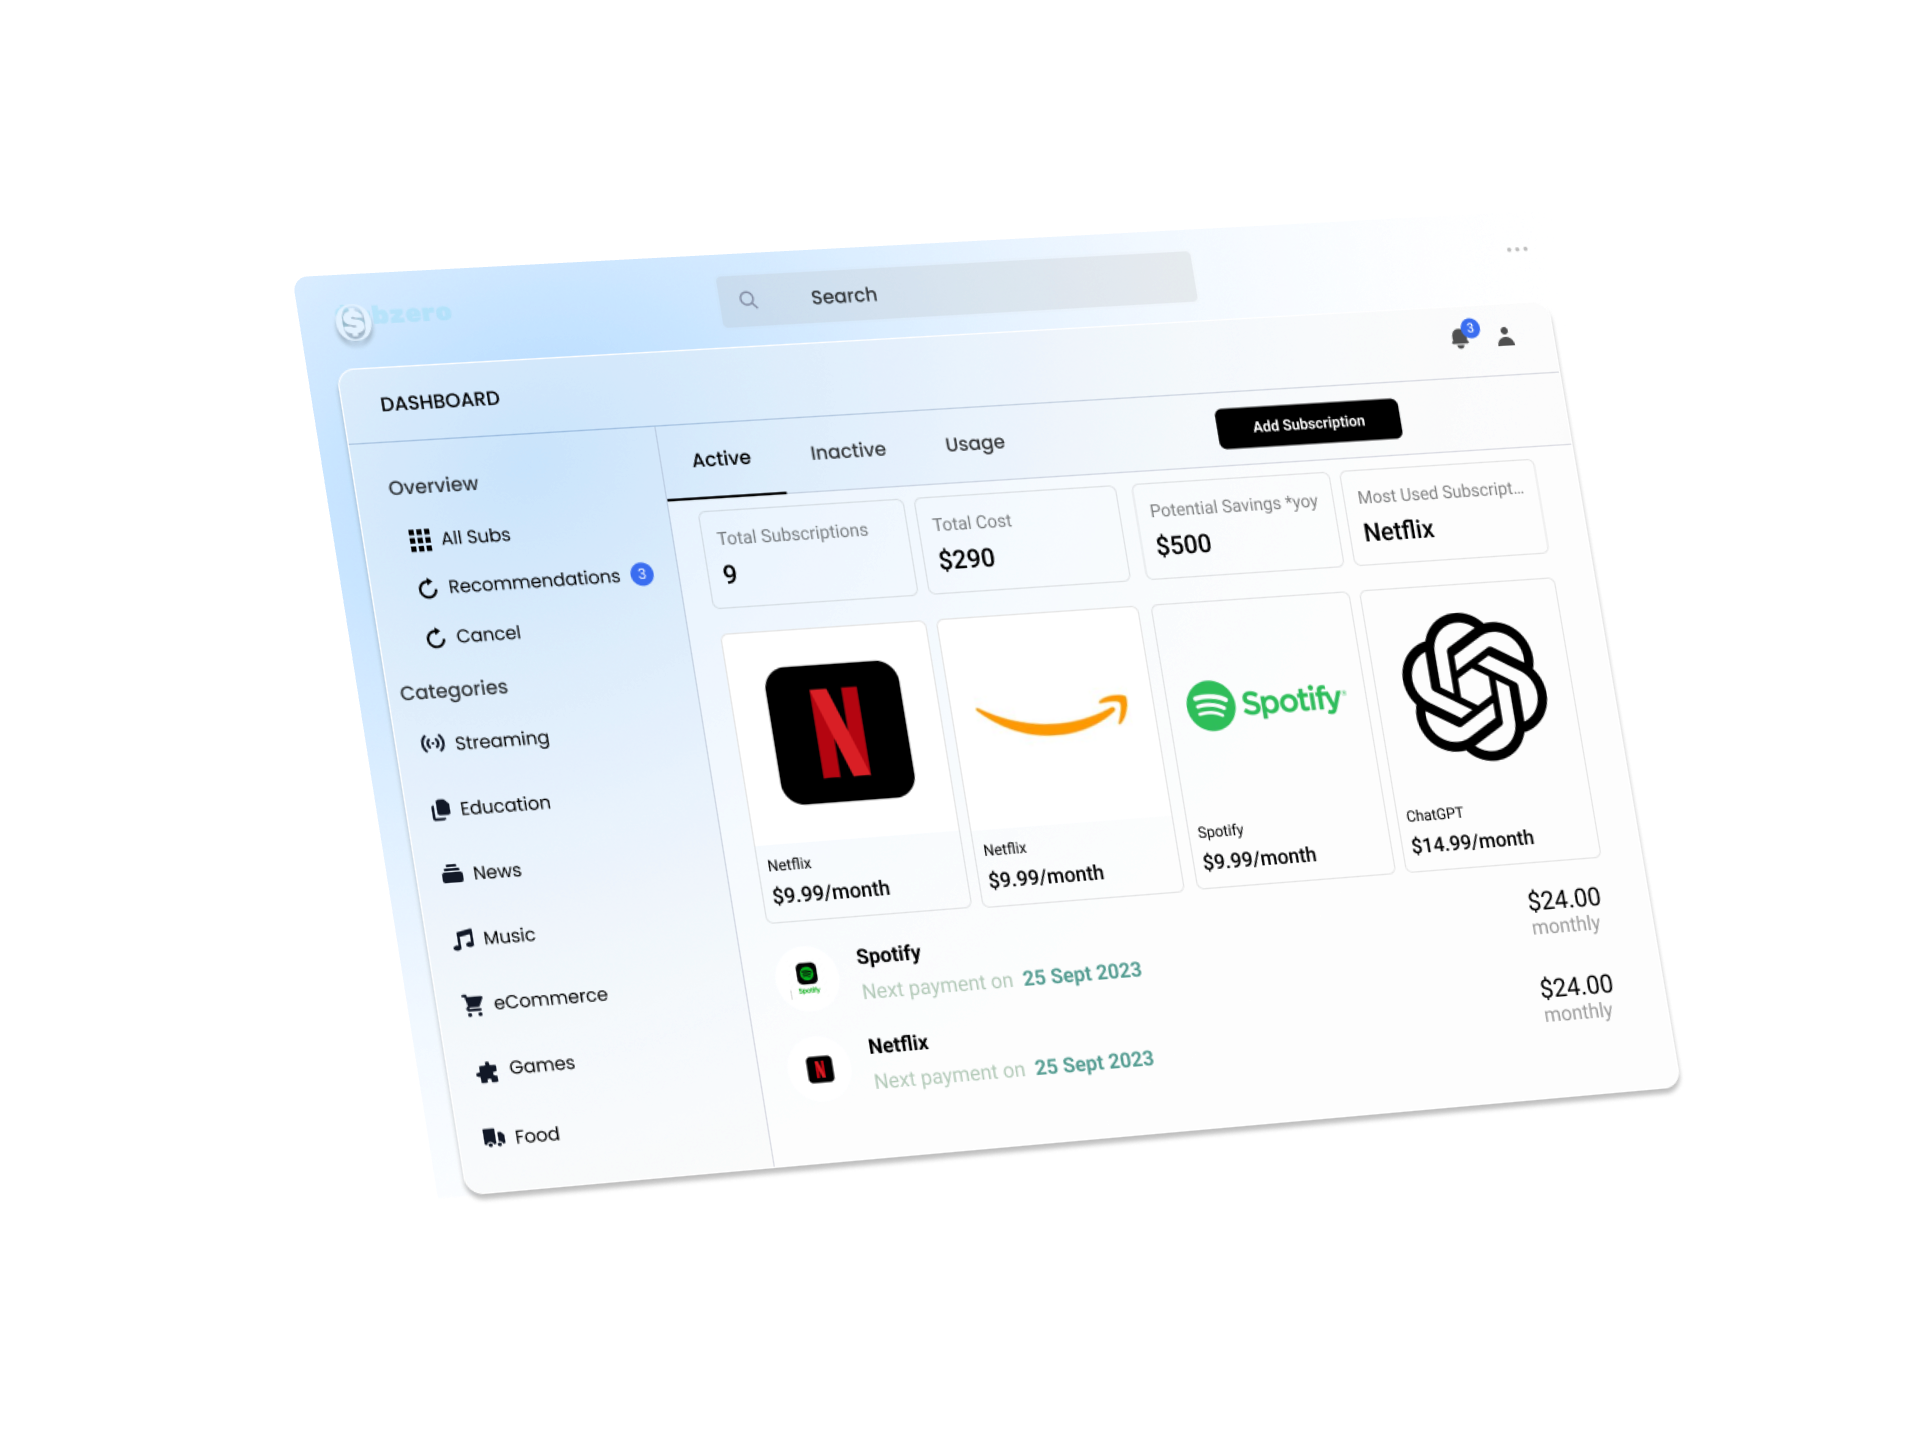 $
bzero
Search
DASHBOARD
3
Active
Inactive
Usage
Add Subscription
Overview
All Subs
Recommendations 3
Cancel
Categories
Streaming
Education
News
Music
eCommerce
Games
Food
Total Subscriptions
9
Total Cost
$290
Potential Savings *yoy
$500
Most Used Subscript...
Netflix
N
Netflix
$9.99/month
Netflix
$9.99/month
Spotify
Spotify
$9.99/month
ChatGPT
$14.99/month
Spotify
Spotify
Next payment on 25 Sept 2023
$24.00
monthly
N
Netflix
Next payment on 25 Sept 2023
$24.00
monthly